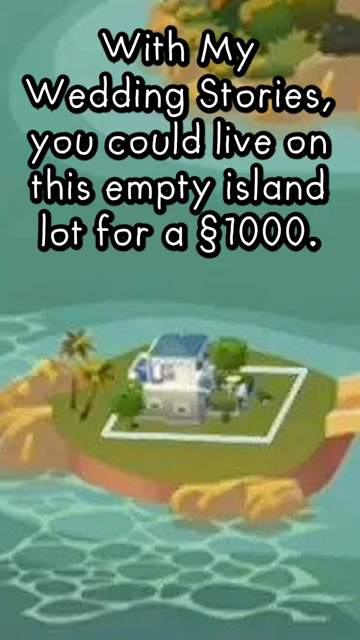 With My
Wedding Stories,
you could live on
this empty island
lot for a §1000.